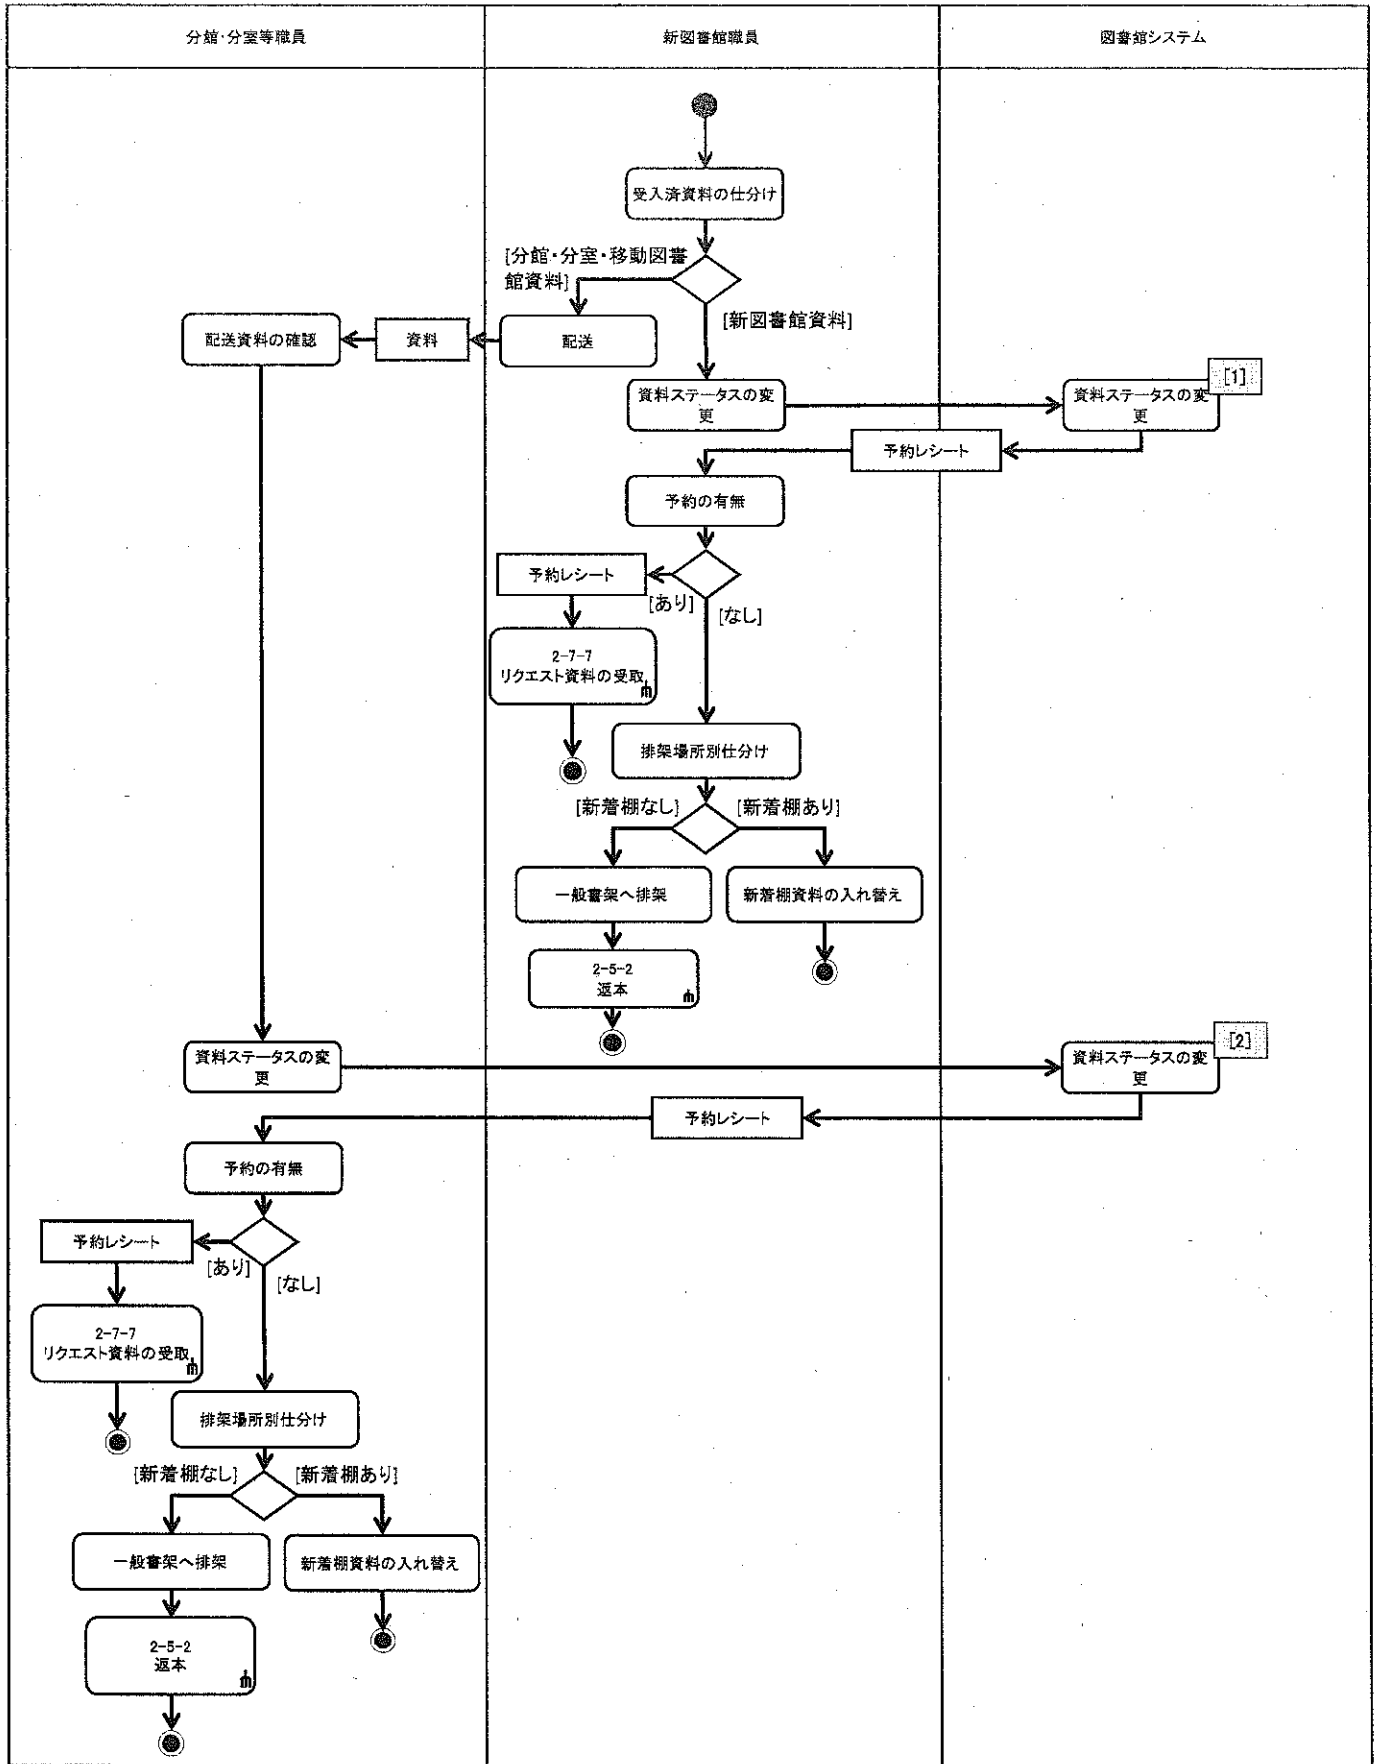 分館・分室等職員
新図書館職員
図書館システム
受入済資料の仕分け
[分館・分室・移動図書
館資料]
[新図書館資料]
配送資料の確認
資料
配送
資料ステータスの変
更
資料ステータスの変
更
[1]
予約レシート
予約の有無
予約レシート
[あり]
[なし]
2-7-7
リクエスト資料の受取
排架場所別仕分け
[新着棚なし]
[新着棚あり]
一般書架へ排架
新着棚資料の入れ替え
2-5-2
返本
資料ステータスの変
更
資料ステータスの変
更
[2]
予約レシート
予約の有無
予約レシート
[あり]
[なし]
2-7-7
リクエスト資料の受取
排架場所別仕分け
[新着棚なし]
[新着棚あり]
一般書架へ排架
新着棚資料の入れ替え
2-5-2
返本